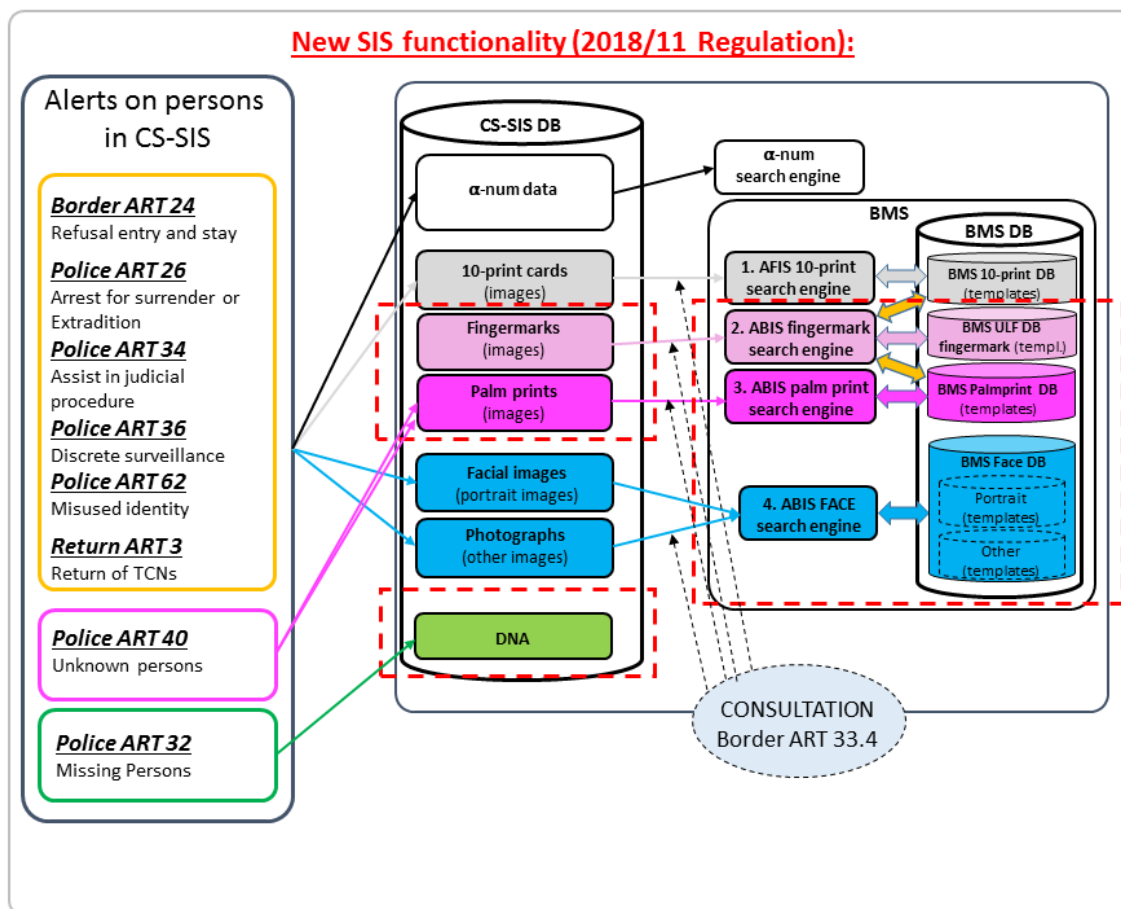 New SIS functionality (2018/11 Regulation):
Alerts on persons
in CS-SIS
Border ART 24
Refusal entry and stay
Police ART 26
Arrest for surrender or
Extradition
Police ART 34
Assist in judicial
procedure
Police ART 36
Discrete surveillance
Police ART 62
Misused identity
Return ART 3
Return of TCNs
Police ART 40
Unknown persons
Police ART 32
Missing Persons
CS-SIS DB
α-num data
10-print cards
(images)
Fingermarks
(images)
Palm prints
(images)
Facial images
(portrait images)
Photographs
(other images)
DNA
α-num
search engine
BMS
1. AFIS 10-print
search engine
2. ABIS fingermark
search engine
3. ABIS palm print
search engine
4. ABIS FACE
search engine
BMS DB
BMS 10-print DB
(templates)
BMS ULF DB
fingermark (templ.)
BMS Palmprint DB
(templates)
BMS Face DB
Portrait
(templates)
Other
(templates)
CONSULTATION
Border ART 33.4